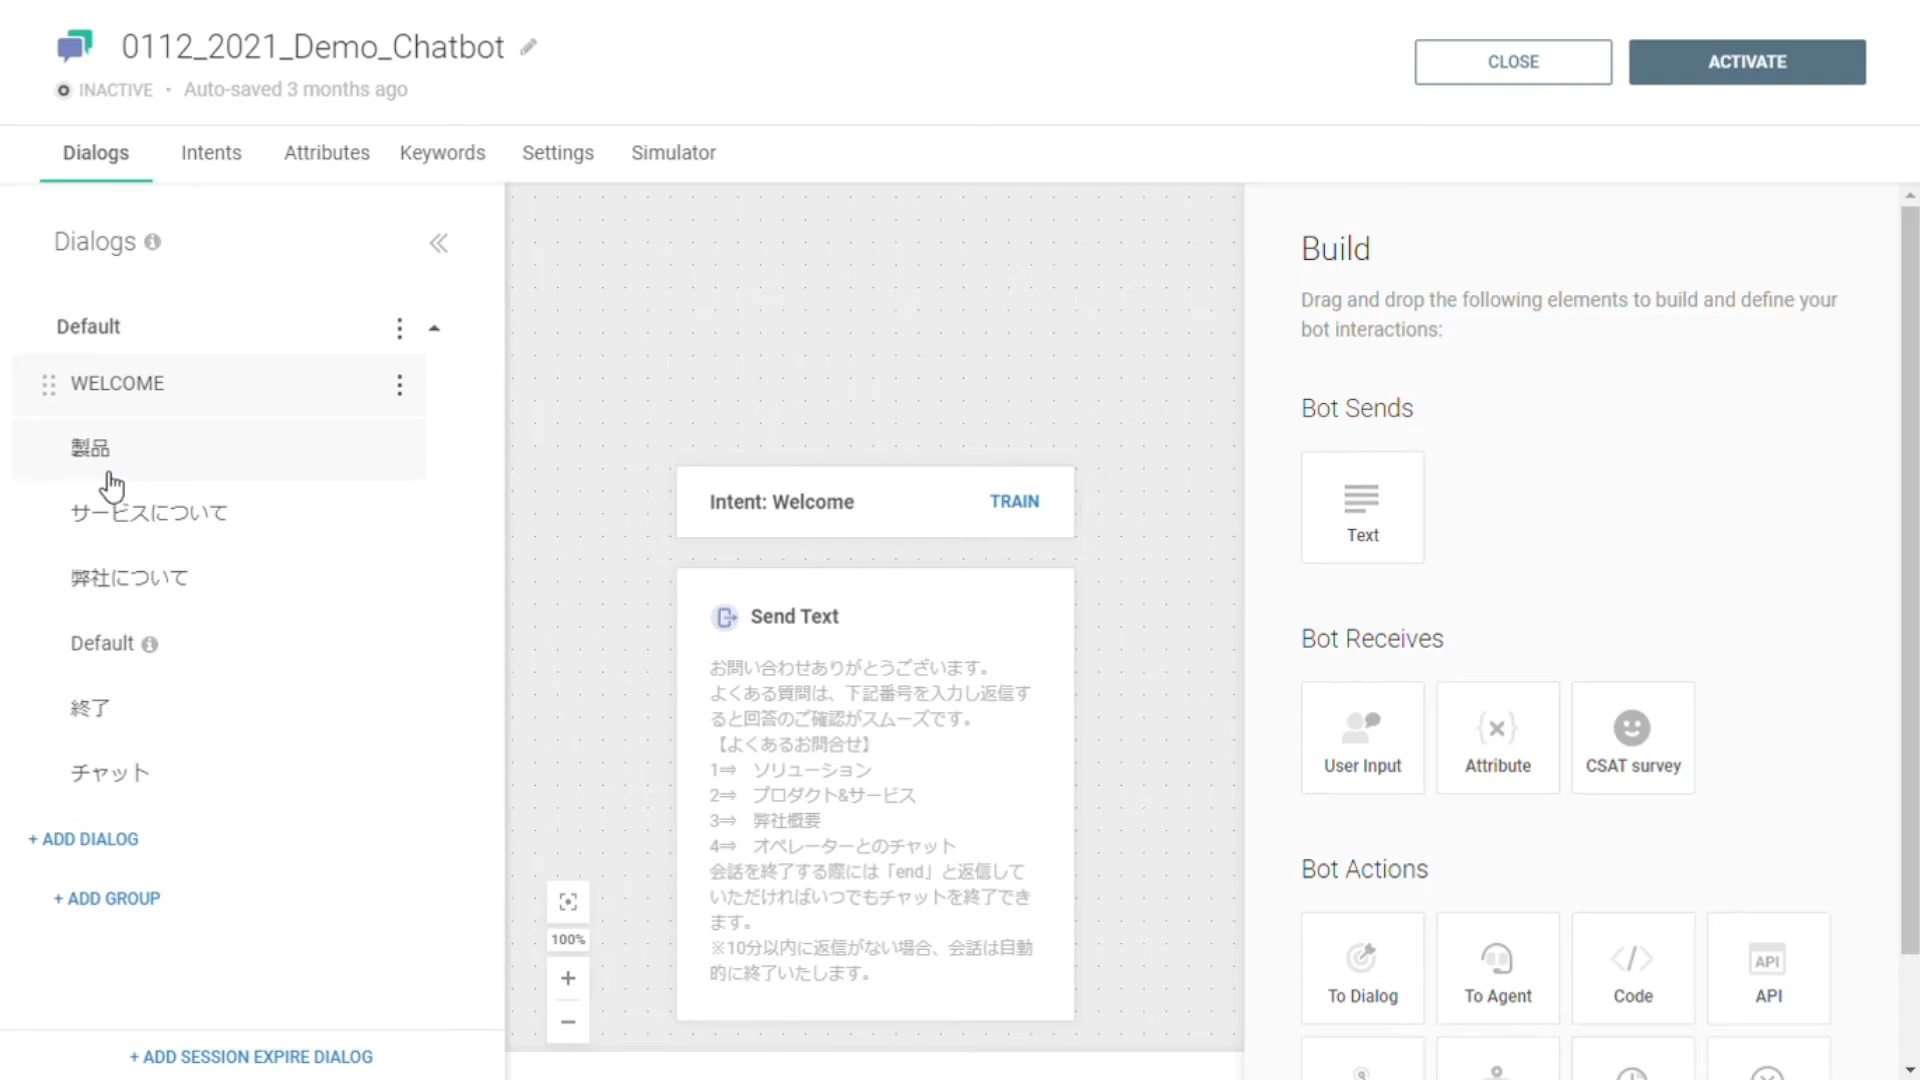 0112_2021_Demo_Chatbot
INACTIVE • Auto-saved 3 months ago
CLOSE
ACTIVATE
Dialogs
Intents
Attributes
Keywords
Settings
Simulator
Dialogs
Default
WELCOME
製品
サービスについて
弊社について
Default
終了
チャット
+ ADD DIALOG
+ ADD GROUP
+ ADD SESSION EXPIRE DIALOG
Intent: Welcome
TRAIN
Send Text
お問い合わせありがとうございます。
よくある質問は、下記番号を入力し返信す
ると回答のご確認がスムーズです。
【よくあるお問合せ】
1⇒ ソリューション
2⇒ プロダクト&サービス
3⇒ 弊社概要
4⇒ オペレーターとのチャット
会話を終了する際には「end」と返信して
いただければいつでもチャットを終了でき
ます。
※10分以内に返信がない場合、会話は自動
的に終了いたします。
100%
Build
Drag and drop the following elements to build and define your
bot interactions:
Bot Sends
Text
Bot Receives
User Input
Attribute
CSAT survey
Bot Actions
To Dialog
To Agent
Code
API
API